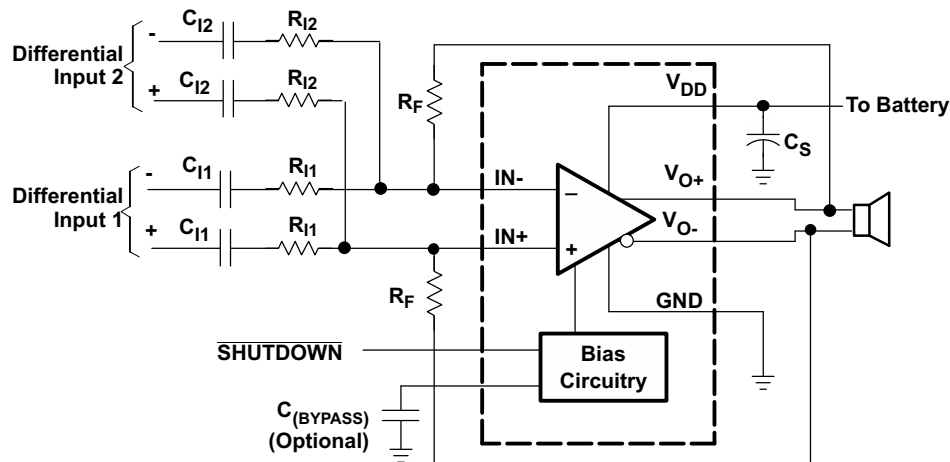 C_I2
R_I2
-
Differential
Input 2
+
C_I2
R_I2
R_F
V_DD
To Battery
C_S
C_I1
R_I1
-
Differential
Input 1
+
C_I1
R_I1
IN-
−
V_O+
V_O-
IN+
+
R_F
GND
SHUTDOWN
Bias
Circuitry
C_(BYPASS)
(Optional)